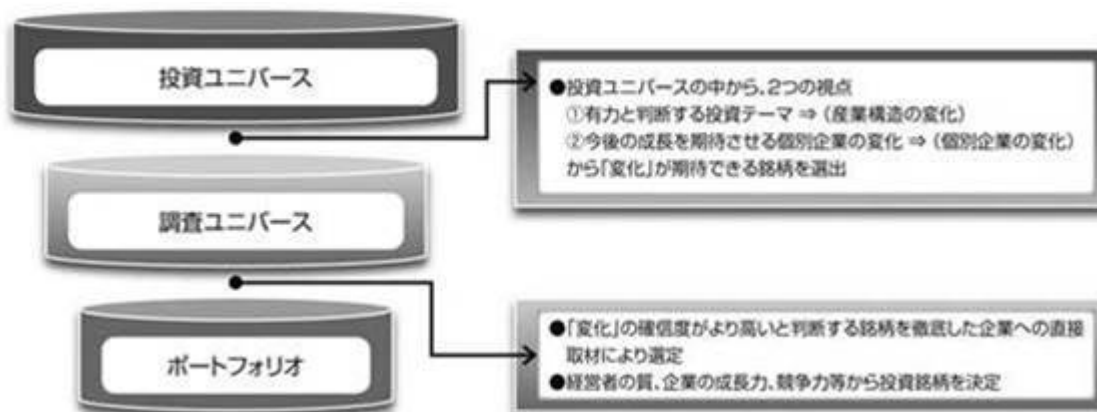 投資ユニバース
●投資ユニバースの中から、2つの視点
①有力と判断する投資テーマ ⇒ (産業構造の変化)
②今後の成長を期待させる個別企業の変化 ⇒ (個別企業の変化)
から「変化」が期待できる銘柄を選出
調査ユニバース
●「変化」の確信度がより高いと判断する銘柄を徹底した企業への直接
取材により選定
●経営者の質、企業の成長力、競争力等から投資銘柄を決定
ポートフォリオ